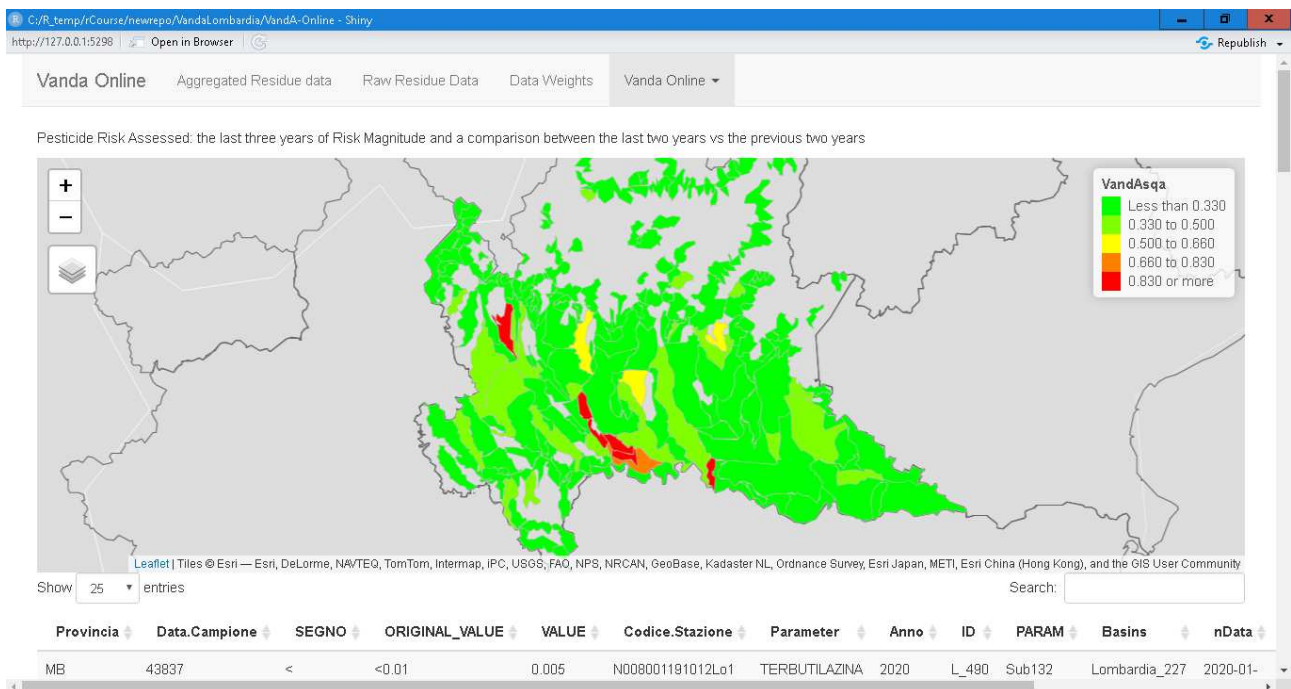 C:/R_temp/rCourse/newrepo/VandaLombardia/VandA-Online - Shiny
http://127.0.0.1:5298 Open in Browser Republish
Vanda Online Aggregated Residue data Raw Residue Data Data Weights Vanda Online
Pesticide Risk Assessed: the last three years of Risk Magnitude and a comparison between the last two years vs the previous two years
+
−
VandAsqa
Less than 0.330
0.330 to 0.500
0.500 to 0.660
0.660 to 0.830
0.830 or more
Leaflet | Tiles © Esri — Esri, DeLorme, NAVTEQ, TomTom, Intermap, iPC, USGS, FAO, NPS, NRCAN, GeoBase, Kadaster NL, Ordnance Survey, Esri Japan, METI, Esri China (Hong Kong), and the GIS User Community
Show 25 entries Search:
Provincia Data.Campione SEGNO ORIGINAL_VALUE VALUE Codice.Stazione Parameter Anno ID PARAM Basins nData
MB 43837 < <0.01 0.005 N008001191012Lo1 TERBUTILAZINA 2020 L_490 Sub132 Lombardia_227 2020-01-